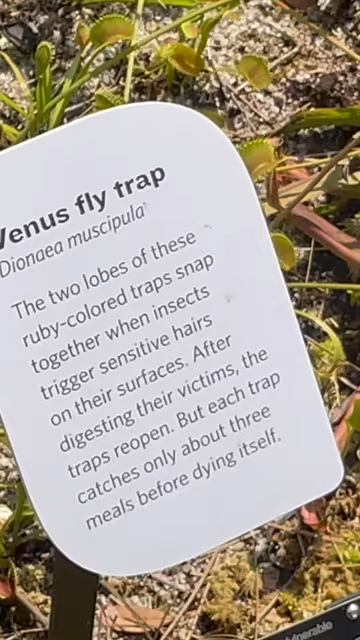 Venus fly trap
Dionaea muscipula
The two lobes of these
ruby-colored traps snap
together when insects
trigger sensitive hairs
on their surfaces. After
digesting their victims, the
traps reopen. But each trap
catches only about three
meals before dying itself.